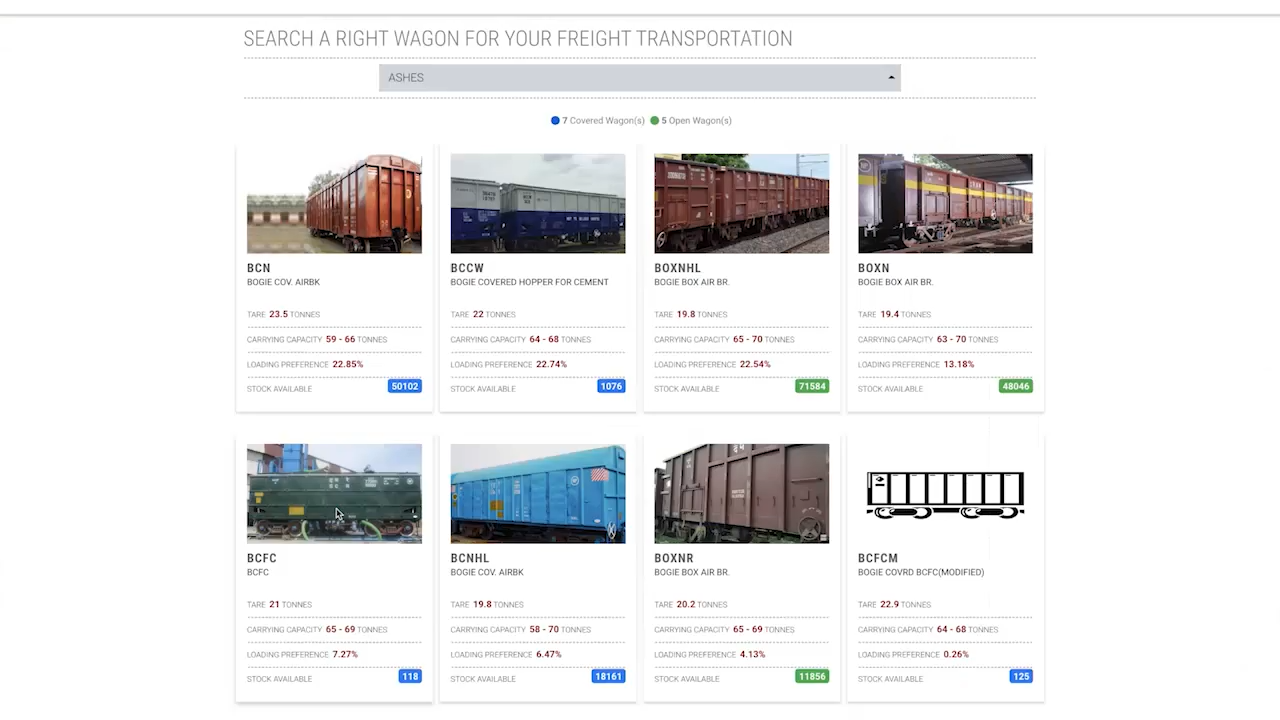 SEARCH A RIGHT WAGON FOR YOUR FREIGHT TRANSPORTATION
ASHES
7 Covered Wagon(s) 5 Open Wagon(s)
BCN
BOGIE COV. AIRBK
TARE 23.5 TONNES
CARRYING CAPACITY 59 - 66 TONNES
LOADING PREFERENCE 22.85%
STOCK AVAILABLE 50102
BCCW
BOGIE COVERED HOPPER FOR CEMENT
TARE 22 TONNES
CARRYING CAPACITY 64 - 68 TONNES
LOADING PREFERENCE 22.74%
STOCK AVAILABLE 1076
BOXNHL
BOGIE BOX AIR BR.
TARE 19.8 TONNES
CARRYING CAPACITY 65 - 70 TONNES
LOADING PREFERENCE 22.54%
STOCK AVAILABLE 71584
BOXN
BOGIE BOX AIR BR.
TARE 19.4 TONNES
CARRYING CAPACITY 63 - 70 TONNES
LOADING PREFERENCE 13.18%
STOCK AVAILABLE 48046
BCFC
BCFC
TARE 21 TONNES
CARRYING CAPACITY 65 - 69 TONNES
LOADING PREFERENCE 7.27%
STOCK AVAILABLE 118
BCNHL
BOGIE COV. AIRBK
TARE 19.8 TONNES
CARRYING CAPACITY 58 - 70 TONNES
LOADING PREFERENCE 6.47%
STOCK AVAILABLE 18161
BOXNR
BOGIE BOX AIR BR.
TARE 20.2 TONNES
CARRYING CAPACITY 65 - 69 TONNES
LOADING PREFERENCE 4.13%
STOCK AVAILABLE 11856
BCFCM
BOGIE COVRD BCFC(MODIFIED)
TARE 22.9 TONNES
CARRYING CAPACITY 64 - 68 TONNES
LOADING PREFERENCE 0.26%
STOCK AVAILABLE 125